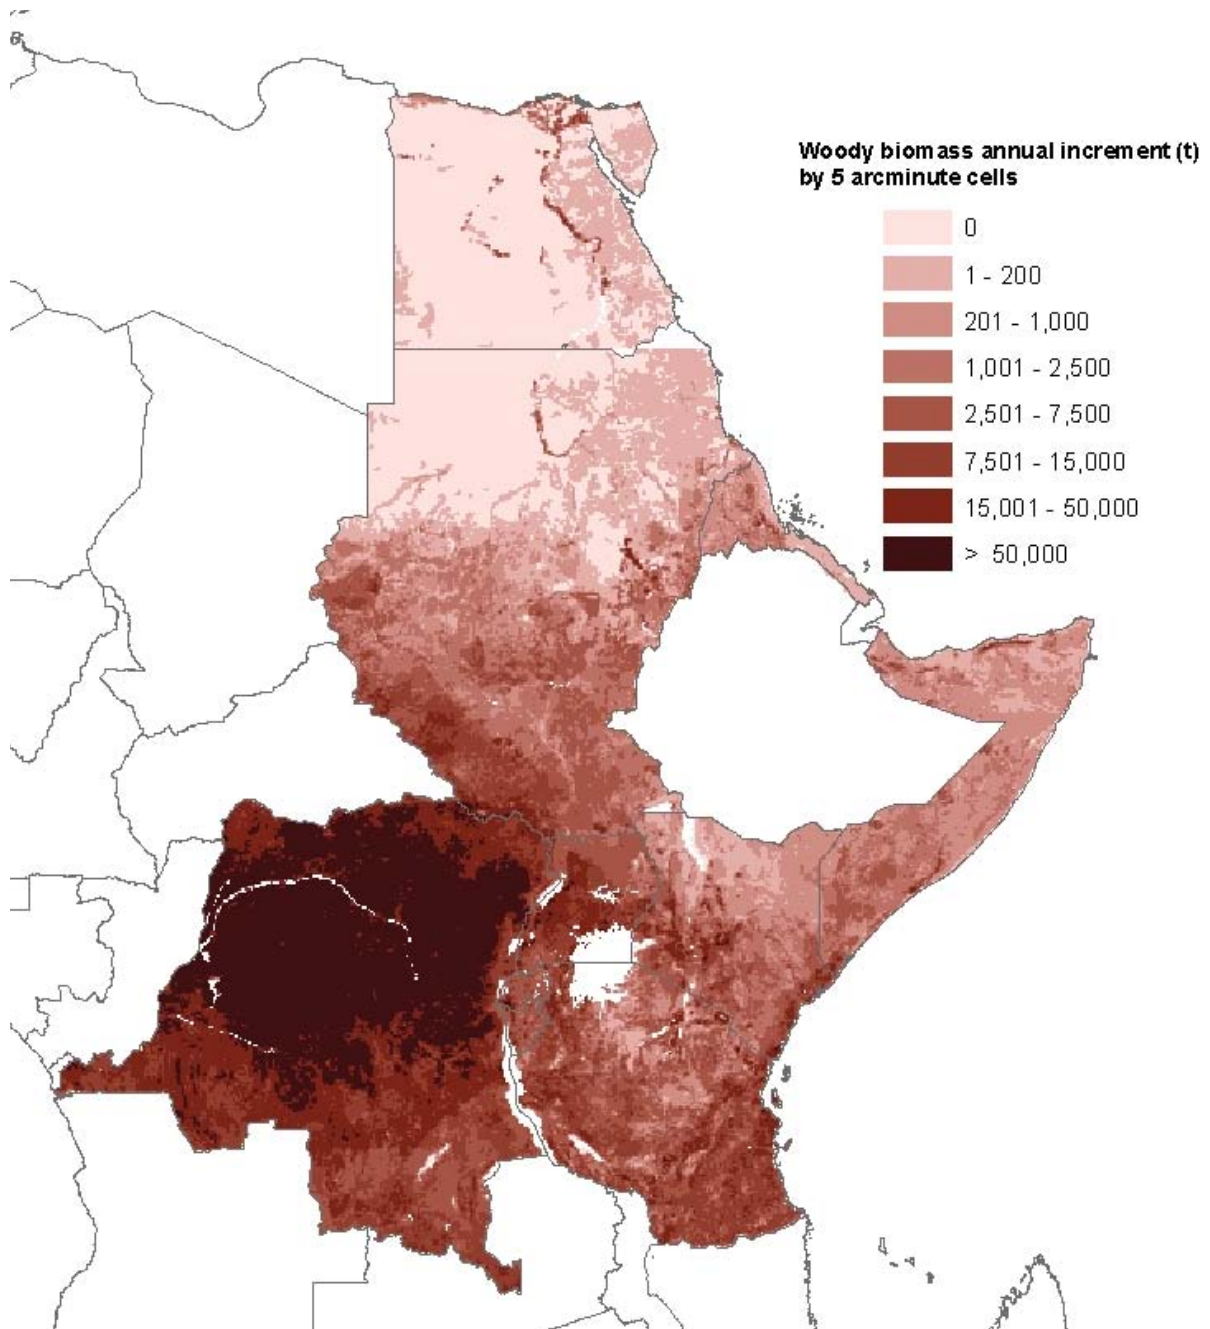 Woody biomass annual increment (t)
by 5 arcminute cells
0
1 - 200
201 - 1,000
1,001 - 2,500
2,501 - 7,500
7,501 - 15,000
15,001 - 50,000
> 50,000